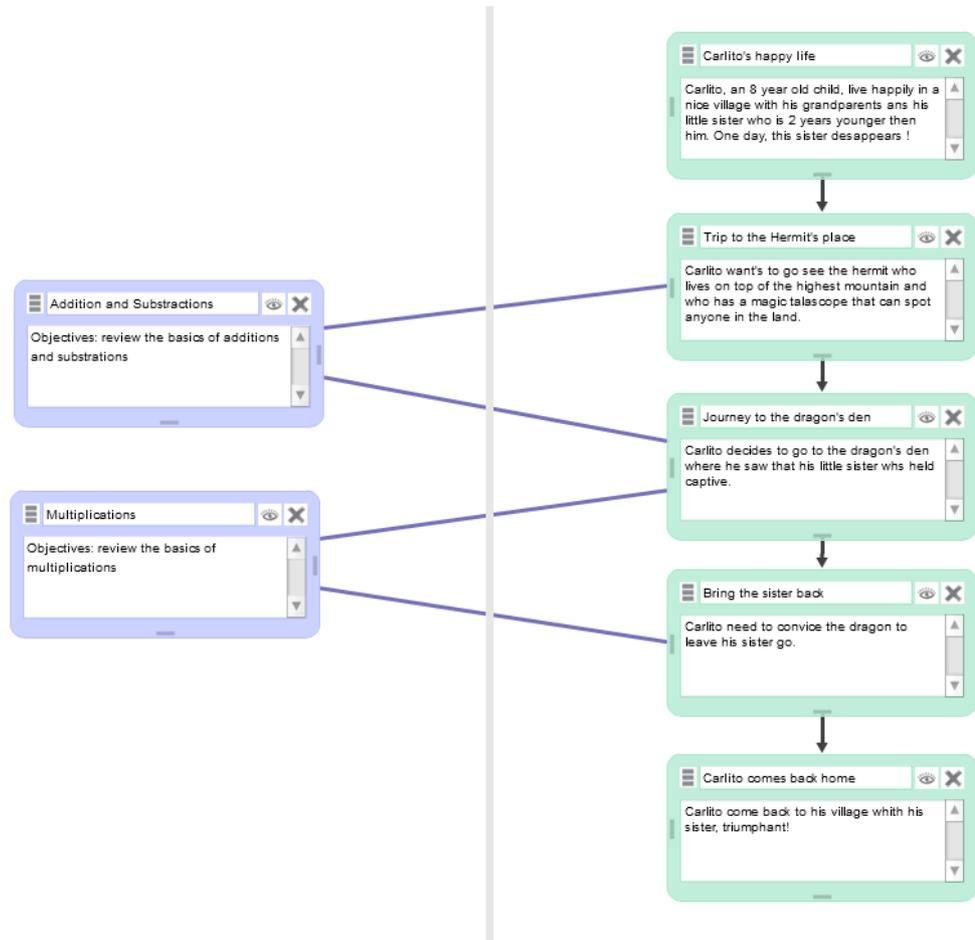 Carlito's happy life
Carlito, an 8 year old child, live happily in a
nice village with his grandparents ans his
little sister who is 2 years younger then
him. One day, this sister desappears !
Trip to the Hermit's place
Carlito want's to go see the hermit who
lives on top of the highest mountain and
who has a magic talascope that can spot
anyone in the land.
Addition and Substractions
Objectives: review the basics of additions
and substrations
Journey to the dragon's den
Carlito decides to go to the dragon's den
where he saw that his little sister whs held
captive.
Multiplications
Objectives: review the basics of
multiplications
Bring the sister back
Carlito need to convice the dragon to
leave his sister go.
Carlito comes back home
Carlito come back to his village whith his
sister, triumphant!